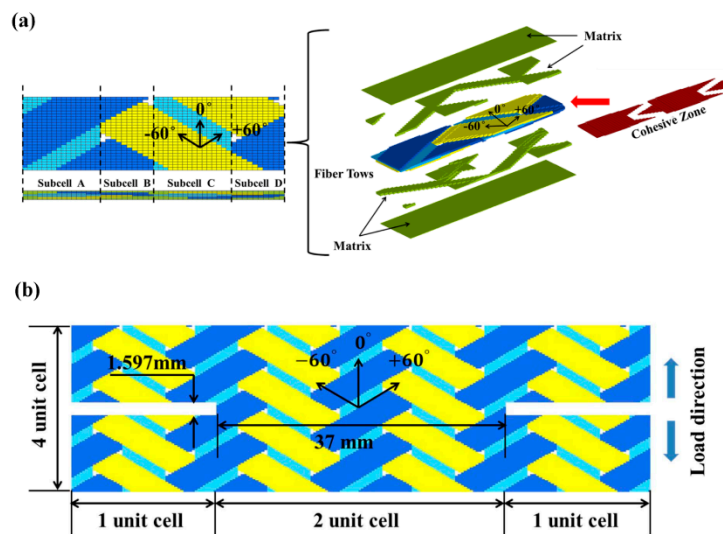 (a)
Matrix
0°
-60°
+60°
0°
+60°
-60°
Cohesive Zone
Subcell A
Subcell B
Subcell C
Subcell D
Fiber Tows
Matrix
(b)
4 unit cell
1.597mm
0°
−60°
+60°
37 mm
Load direction
1 unit cell
2 unit cell
1 unit cell